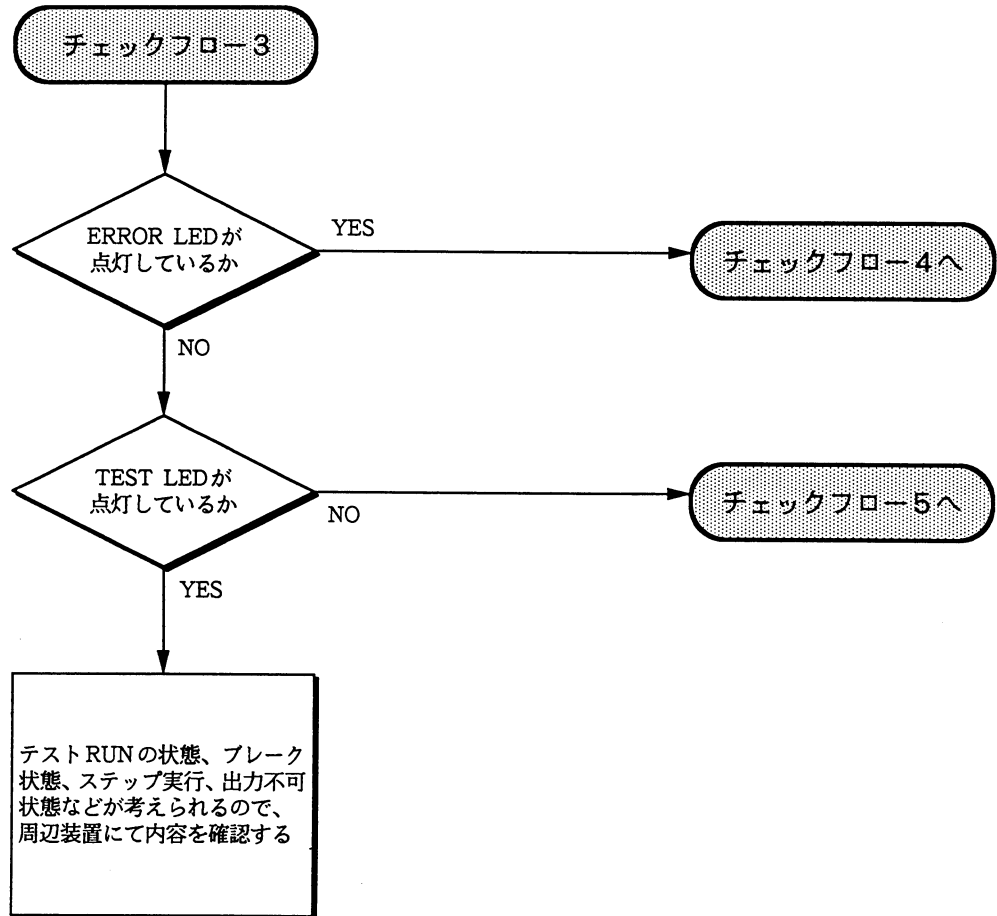 チェックフロー3
ERROR LEDが
点灯しているか
YES
チェックフロー4へ
NO
TEST LEDが
点灯しているか
NO
チェックフロー5へ
YES
テストRUNの状態、ブレーク
状態、ステップ実行、出力不可
状態などが考えられるので、
周辺装置にて内容を確認する